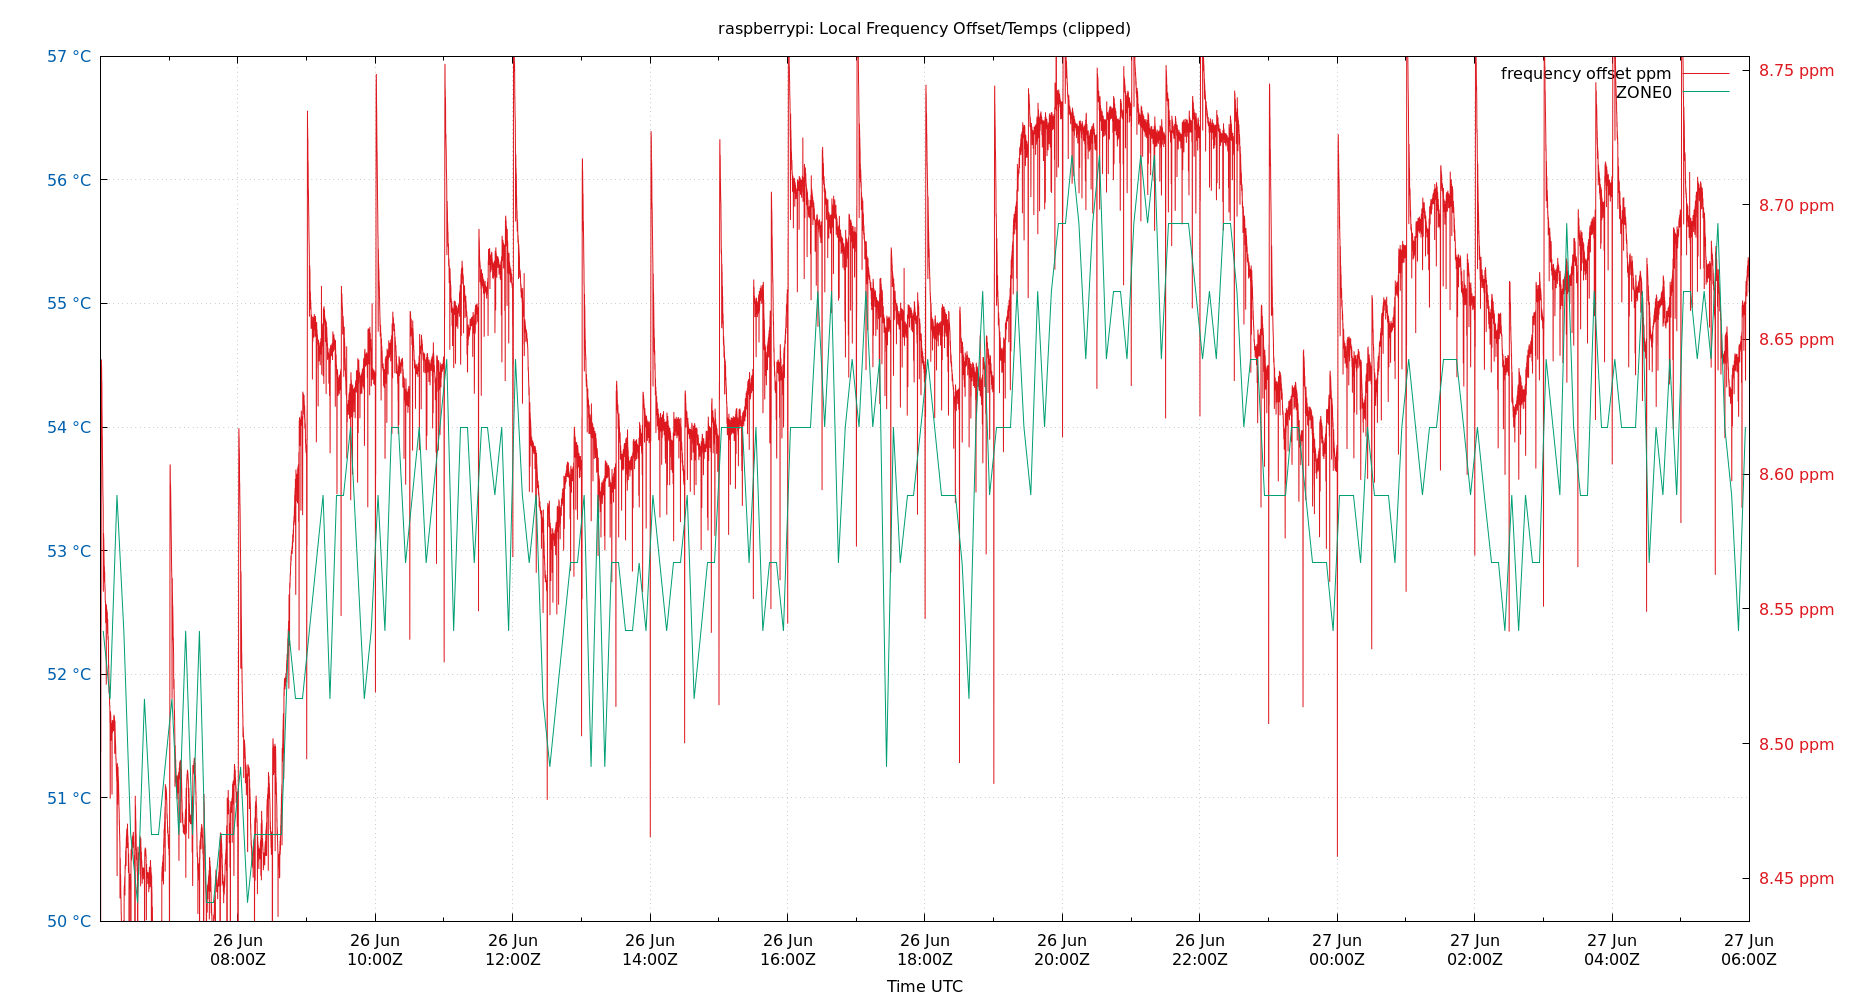 raspberrypi: Local Frequency Offset/Temps (clipped)
57 °C
56 °C
55 °C
54 °C
53 °C
52 °C
51 °C
50 °C
frequency offset ppm
ZONE0
8.75 ppm
8.70 ppm
8.65 ppm
8.60 ppm
8.55 ppm
8.50 ppm
8.45 ppm
26 Jun
08:00Z
26 Jun
10:00Z
26 Jun
12:00Z
26 Jun
14:00Z
26 Jun
16:00Z
26 Jun
18:00Z
26 Jun
20:00Z
26 Jun
22:00Z
27 Jun
00:00Z
27 Jun
02:00Z
27 Jun
04:00Z
27 Jun
06:00Z
Time UTC